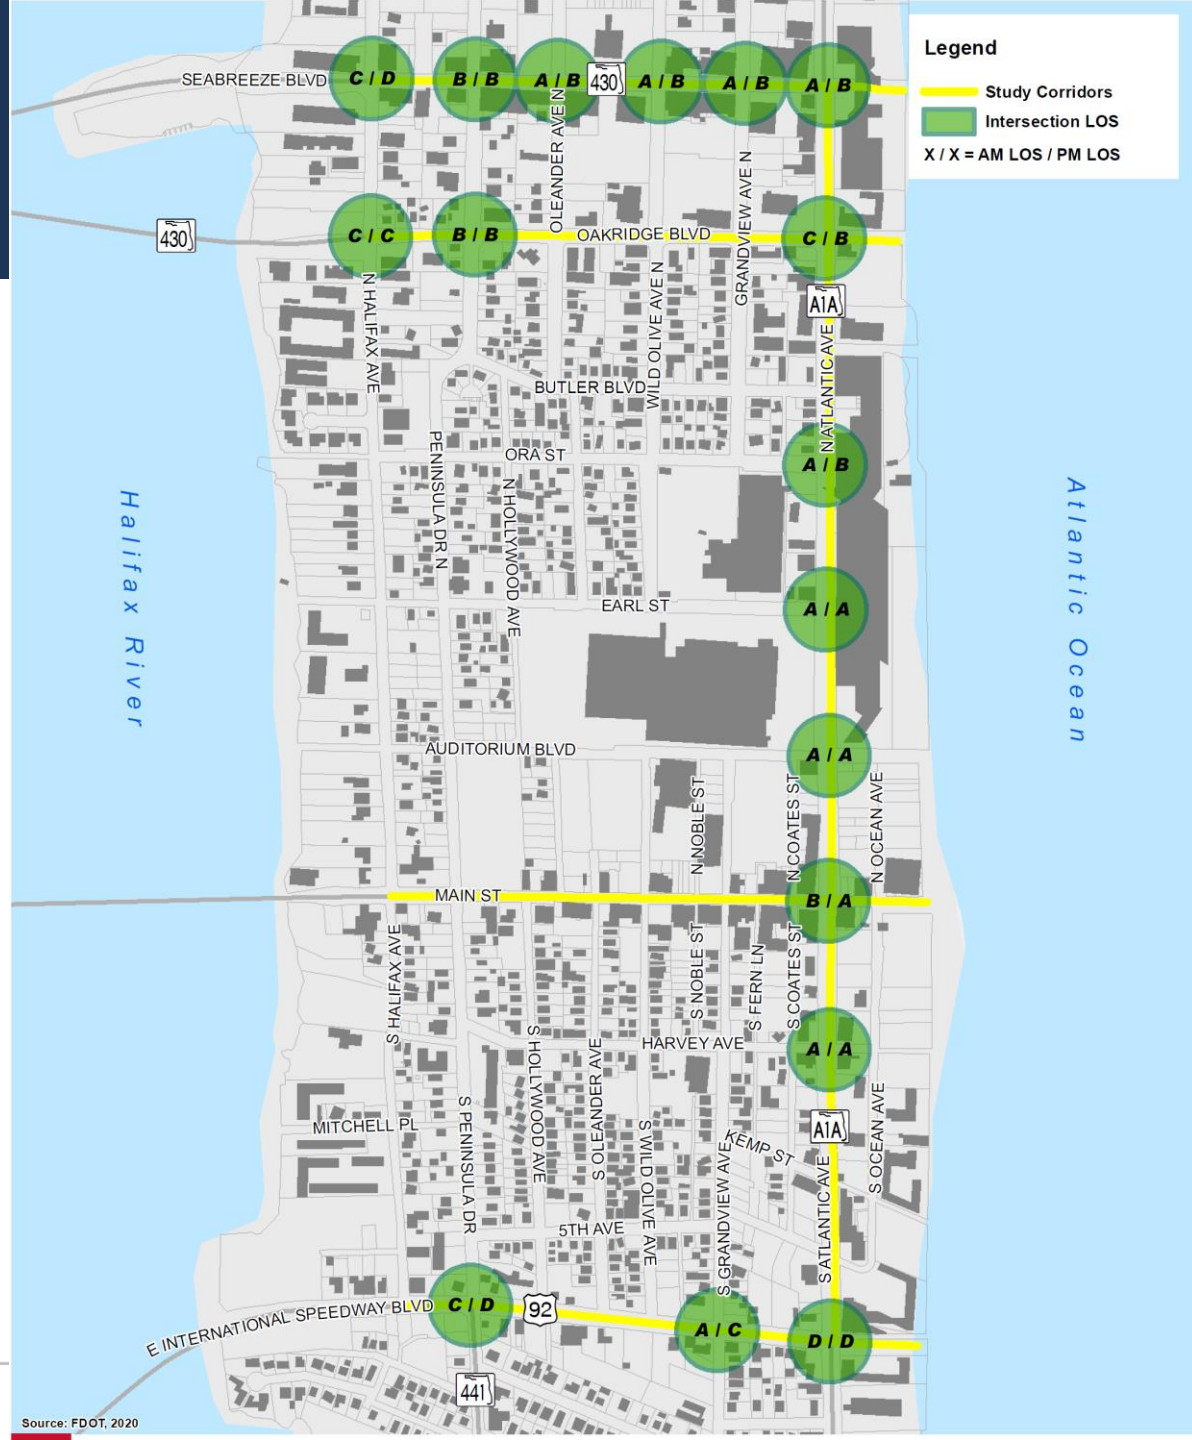 Legend
Study Corridors
Intersection LOS
X / X = AM LOS / PM LOS
SEABREEZE BLVD
C / D
B / B
A / B
430
A / B
A / B
A / B
OLEANDER AVE N
GRANDVIEW AVE N
430
C / C
B / B
OAKRIDGE BLVD
C / B
A1A
N HALIFAX AVE
WILD OLIVE AVE N
N ATLANTIC AVE
BUTLER BLVD
PENINSULA DR N
ORA ST
A / B
N HOLLYWOOD AVE
Halifax River
Atlantic Ocean
EARL ST
A / A
AUDITORIUM BLVD
A / A
N NOBLE ST
N COATES ST
N OCEAN AVE
MAIN ST
B / A
S HALIFAX AVE
S NOBLE ST
S FERN LN
S COATES ST
HARVEY AVE
A / A
S HOLLYWOOD AVE
S OLEANDER AVE
MITCHELL PL
S PENINSULA DR
S WILD OLIVE AVE
KEMP ST
A1A
S OCEAN AVE
S GRANDVIEW AVE
S ATLANTIC AVE
5TH AVE
E INTERNATIONAL SPEEDWAY BLVD
C / D
92
A / C
D / D
441
Source: FDOT, 2020